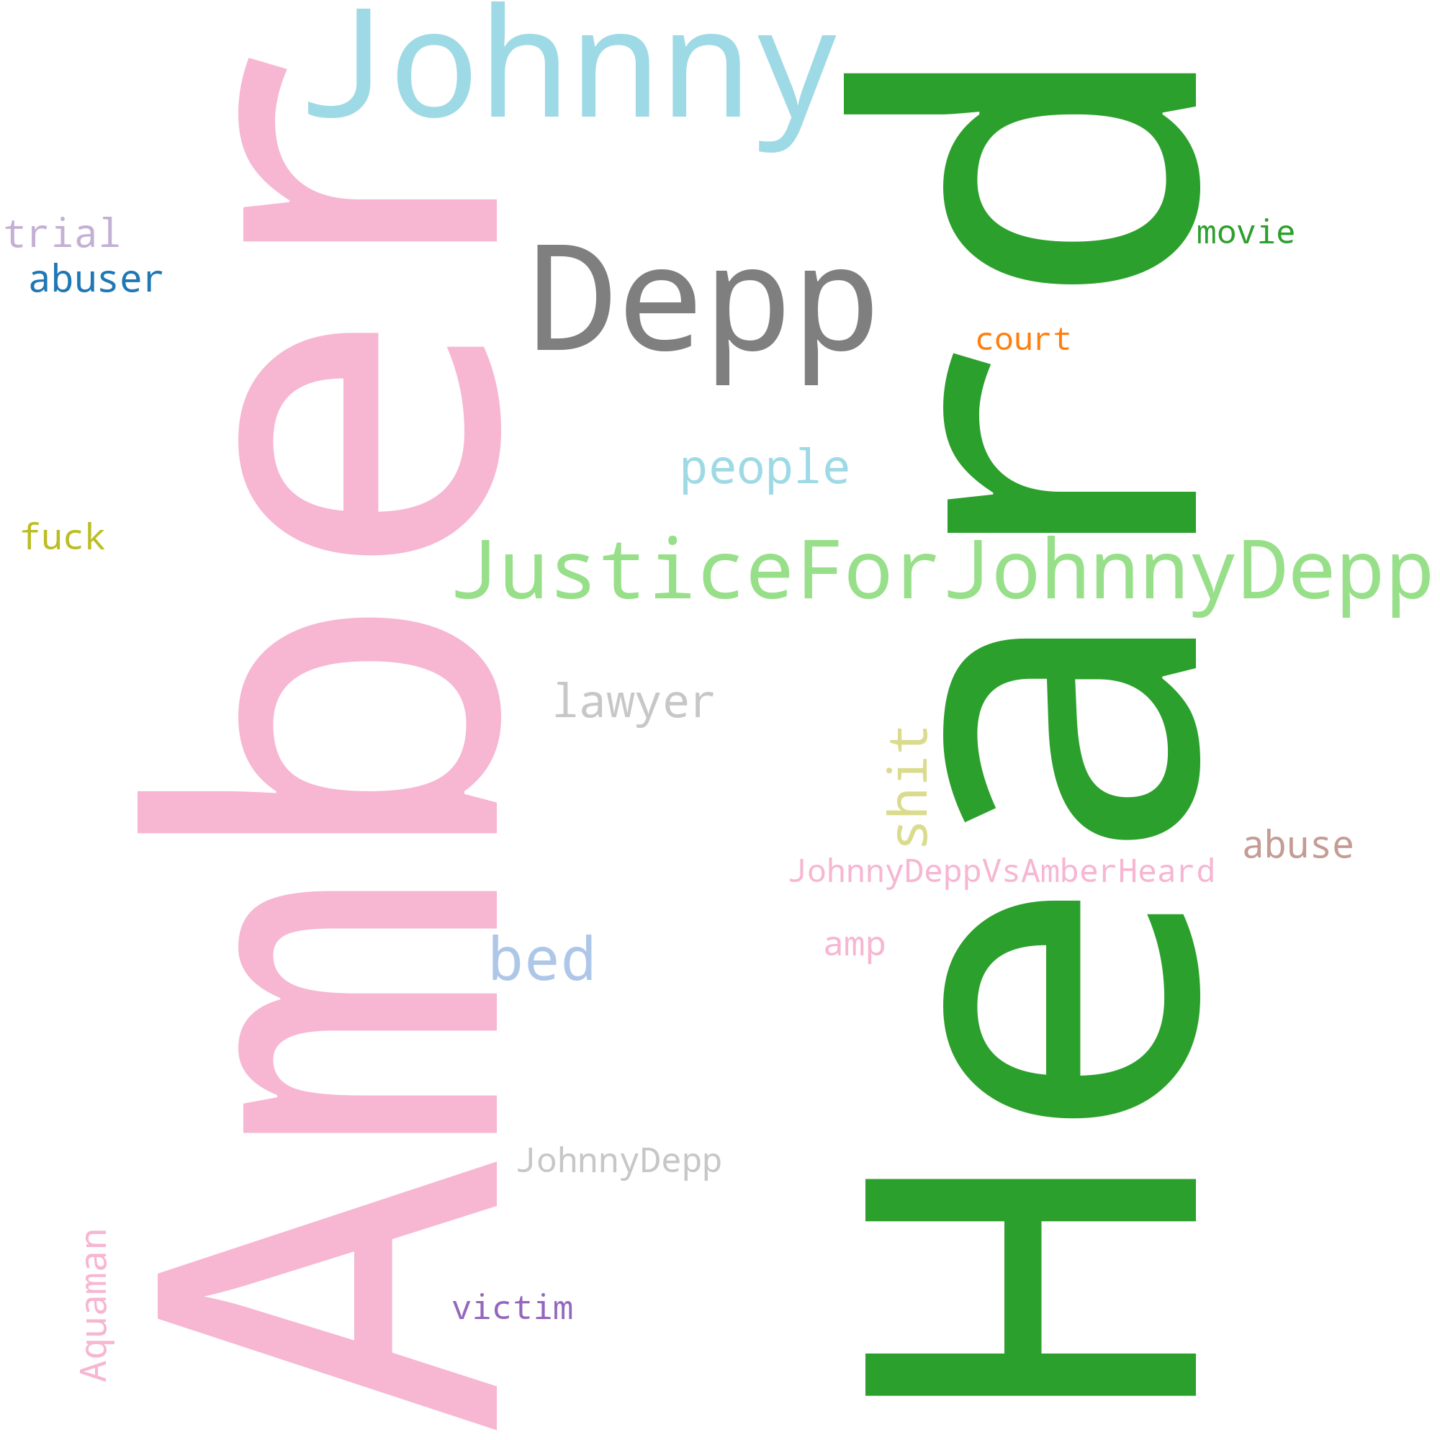 Johnny
Amber
Heard
trial
movie
abuser
Depp
court
people
fuck
JusticeForJohnnyDepp
lawyer
shit
abuse
JohnnyDeppVsAmberHeard
amp
bed
JohnnyDepp
Aquaman
victim